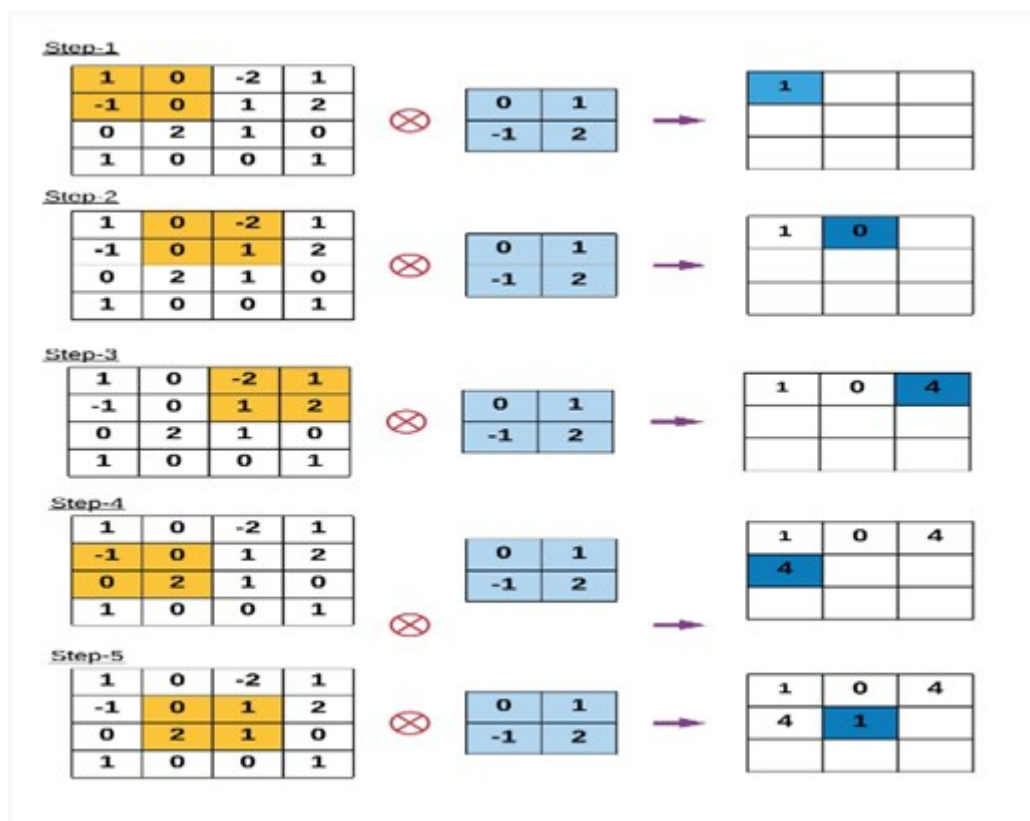 Step-1
1 0 -2 1 1
-1 0 1 2 0 1
0 2 1 0 -1 2
1 0 0 1
Step-2
1 0 -2 1 1 0
-1 0 1 2 0 1
0 2 1 0 -1 2
1 0 0 1
Step-3
1 0 -2 1 1 0 4
-1 0 1 2 0 1
0 2 1 0 -1 2
1 0 0 1
Step-4
1 0 -2 1 1 0 4
-1 0 1 2 0 1 4
0 2 1 0 -1 2
1 0 0 1
Step-5
1 0 -2 1 1 0 4
-1 0 1 2 0 1 4 1
0 2 1 0 -1 2
1 0 0 1